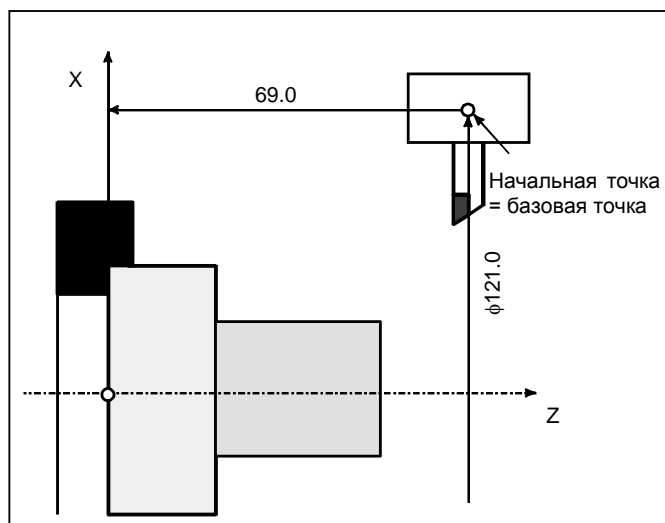 X
69.0
Начальная точка
= базовая точка
ϕ121.0
Z